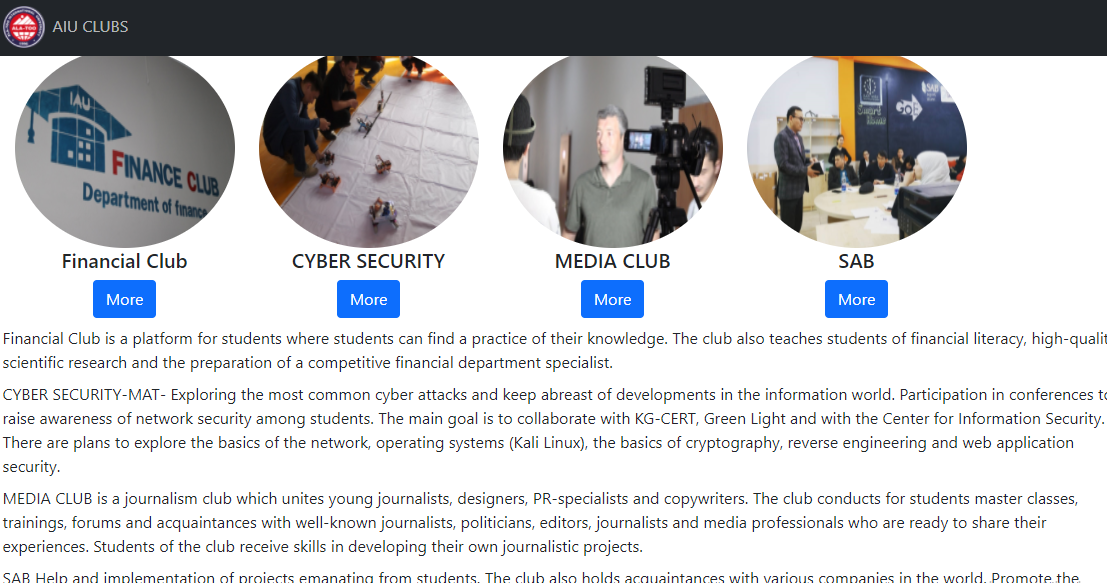 ALA-TOO
AIU CLUBS
IAU
FINANCE CLUB
Department of finance
SAB
GOE
Smart House
Financial Club
CYBER SECURITY
MEDIA CLUB
SAB
More
More
More
More
Financial Club is a platform for students where students can find a practice of their knowledge. The club also teaches students of financial literacy, high-qualit
scientific research and the preparation of a competitive financial department specialist.
CYBER SECURITY-MAT- Exploring the most common cyber attacks and keep abreast of developments in the information world. Participation in conferences to
raise awareness of network security among students. The main goal is to collaborate with KG-CERT, Green Light and with the Center for Information Security.
There are plans to explore the basics of the network, operating systems (Kali Linux), the basics of cryptography, reverse engineering and web application
security.
MEDIA CLUB is a journalism club which unites young journalists, designers, PR-specialists and copywriters. The club conducts for students master classes,
trainings, forums and acquaintances with well-known journalists, politicians, editors, journalists and media professionals who are ready to share their
experiences. Students of the club receive skills in developing their own journalistic projects.
SAB Help and implementation of projects emanating from students. The club also holds acquaintances with various companies in the world. Promote the